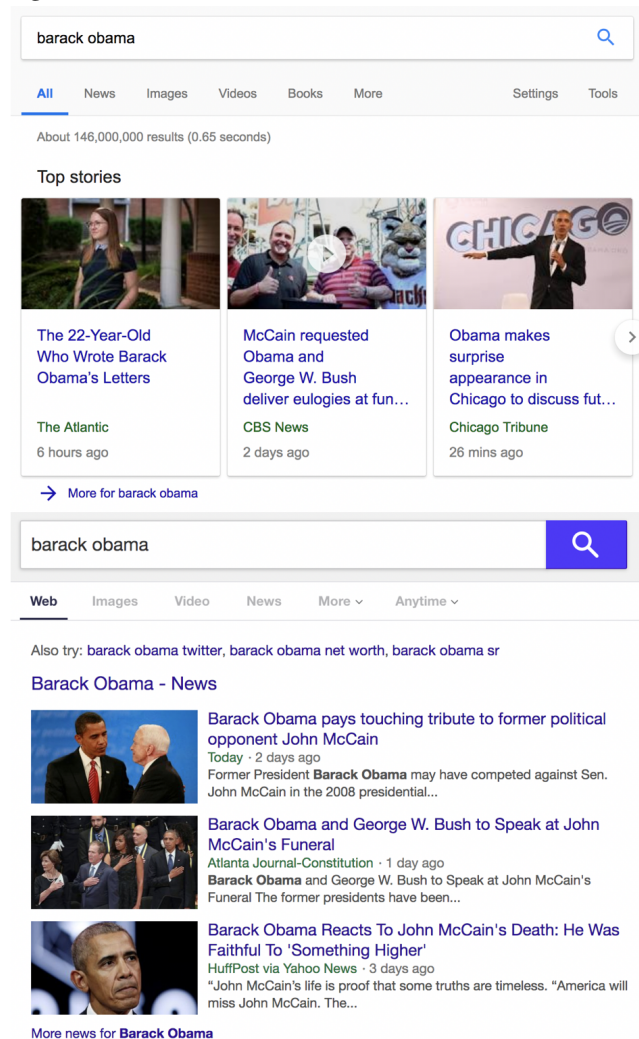 barack obama
All News Images Videos Books More Settings Tools
About 146,000,000 results (0.65 seconds)
Top stories
CHICAGO
The 22-Year-Old
Who Wrote Barack
Obama's Letters
The Atlantic
6 hours ago
McCain requested
Obama and
George W. Bush
deliver eulogies at fun…
CBS News
2 days ago
Obama makes
surprise
appearance in
Chicago to discuss fut…
Chicago Tribune
26 mins ago
More for barack obama
barack obama
Web Images Video News More Anytime
Also try: barack obama twitter, barack obama net worth, barack obama sr
Barack Obama - News
Barack Obama pays touching tribute to former political
opponent John McCain
Today · 2 days ago
Former President Barack Obama may have competed against Sen.
John McCain in the 2008 presidential...
Barack Obama and George W. Bush to Speak at John
McCain's Funeral
Atlanta Journal-Constitution · 1 day ago
Barack Obama and George W. Bush to Speak at John McCain's
Funeral The former presidents have been...
Barack Obama Reacts To John McCain's Death: He Was
Faithful To 'Something Higher'
HuffPost via Yahoo News · 3 days ago
“John McCain's life is proof that some truths are timeless. “America will
miss John McCain. The...
More news for Barack Obama